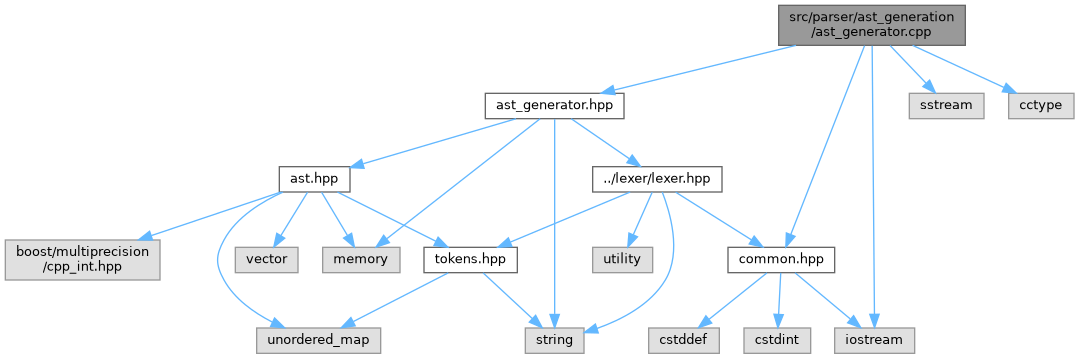 src/parser/ast_generation
/ast_generator.cpp
ast_generator.hpp
sstream
cctype
ast.hpp
../lexer/lexer.hpp
boost/multiprecision
/cpp_int.hpp
vector
memory
tokens.hpp
utility
common.hpp
unordered_map
string
cstddef
cstdint
iostream